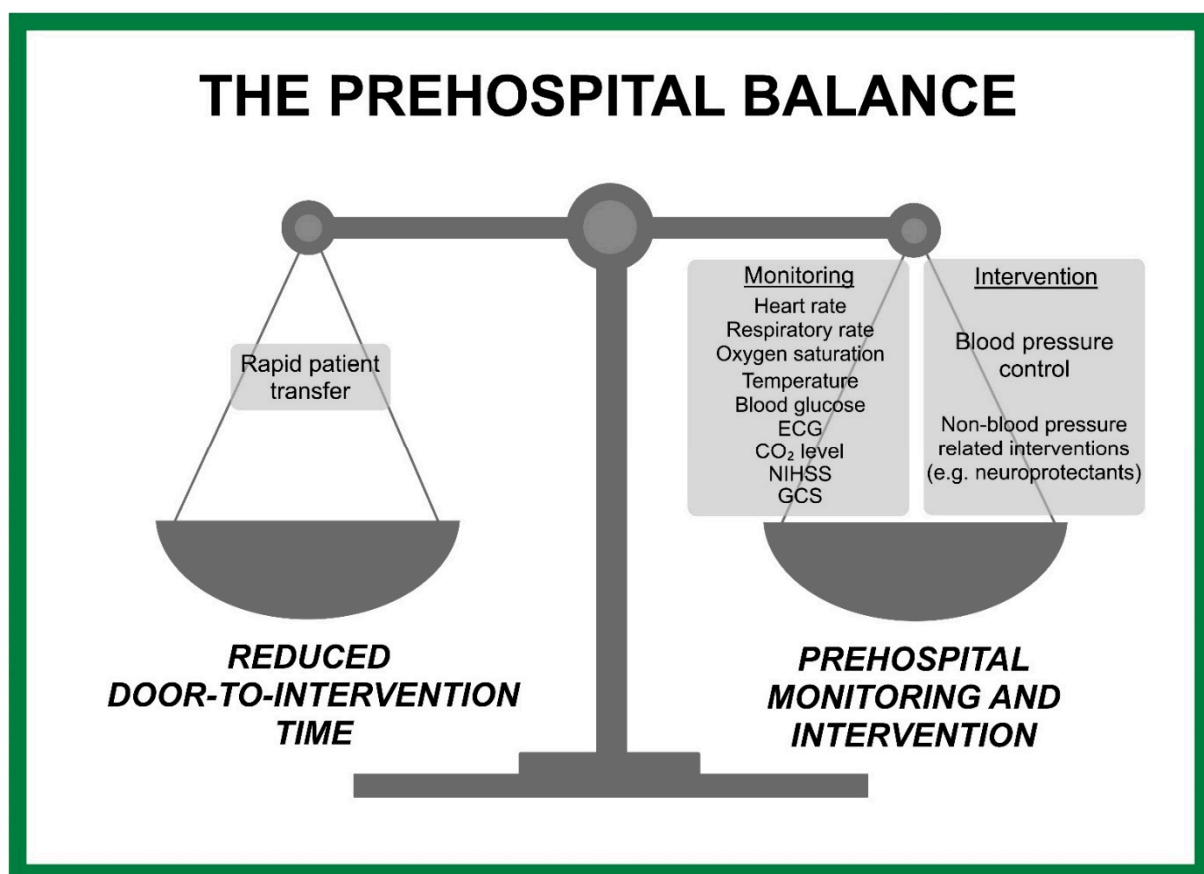 THE PREHOSPITAL BALANCE
Rapid patient
transfer
Monitoring
Heart rate
Respiratory rate
Oxygen saturation
Temperature
Blood glucose
ECG
CO₂ level
NIHSS
GCS
Intervention
Blood pressure
control
Non-blood pressure
related interventions
(e.g. neuroprotectants)
REDUCED
DOOR-TO-INTERVENTION
TIME
PREHOSPITAL
MONITORING AND
INTERVENTION